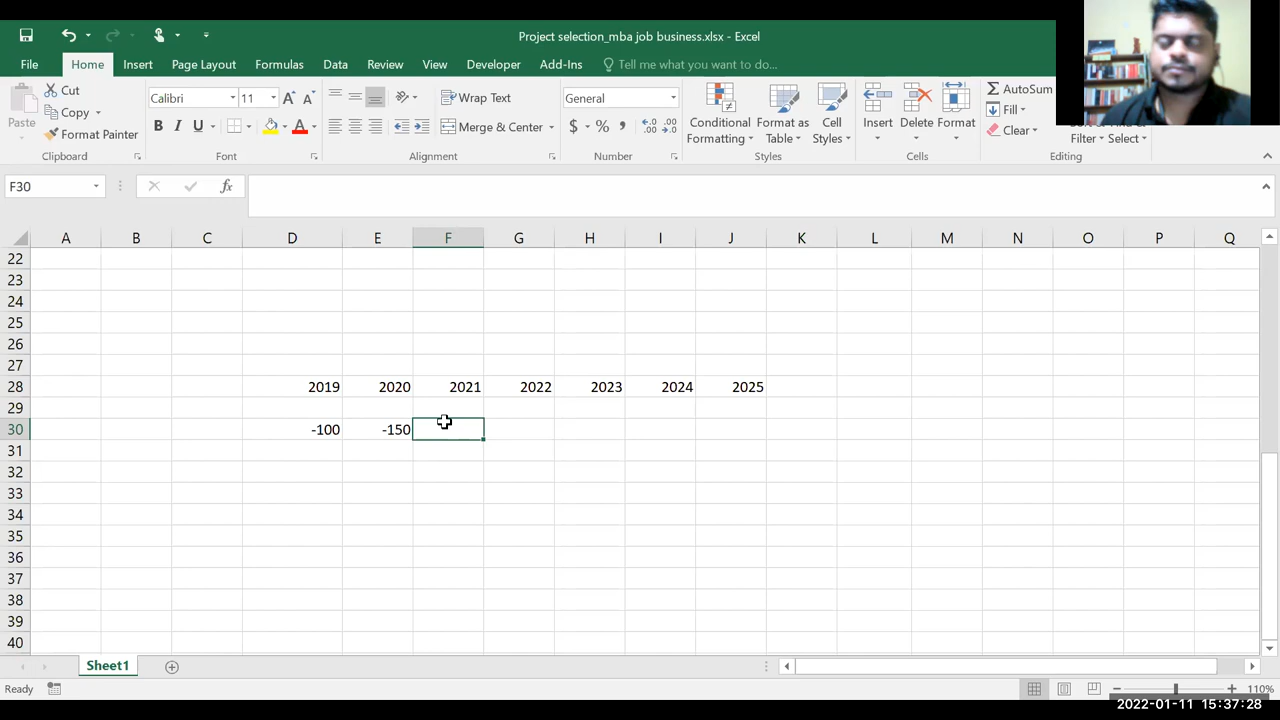 Project selection_mba job business.xlsx - Excel
File Home Insert Page Layout Formulas Data Review View Developer Add-Ins Tell me what you want to do...
Paste
Cut
Copy
Format Painter
Clipboard
Calibri 11 A A
B I U A
Font
Wrap Text
Merge & Center
Alignment
General
$ % , .0 .00 .00 .0
Number
Conditional Formatting
Format as Table
Cell Styles
Styles
Insert
Delete
Format
Cells
AutoSum
Fill
Clear
Filter
Select
Editing
F30 fx
A B C D E F G H I J K L M N O P Q
22
23
24
25
26
27
28 2019 2020 2021 2022 2023 2024 2025
29
30 -100 -150
31
32
33
34
35
36
37
38
39
40
Sheet1
Ready 110%
2022-01-11 15:37:28